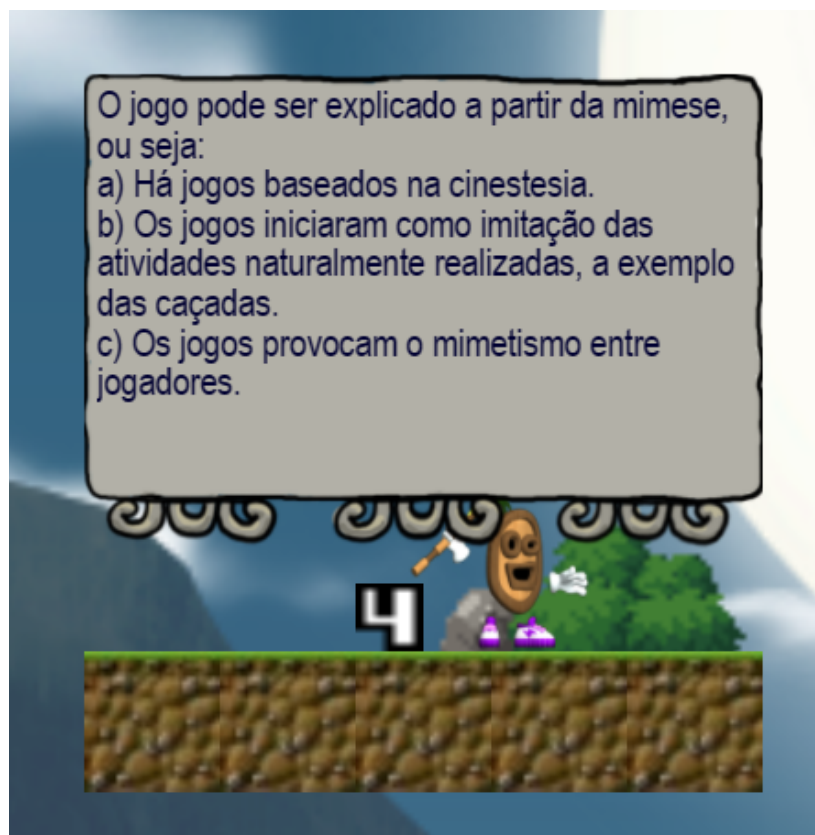 O jogo pode ser explicado a partir da mimese,
ou seja:
a) Há jogos baseados na cinestesia.
b) Os jogos iniciaram como imitação das
atividades naturalmente realizadas, a exemplo
das caçadas.
c) Os jogos provocam o mimetismo entre
jogadores.
4